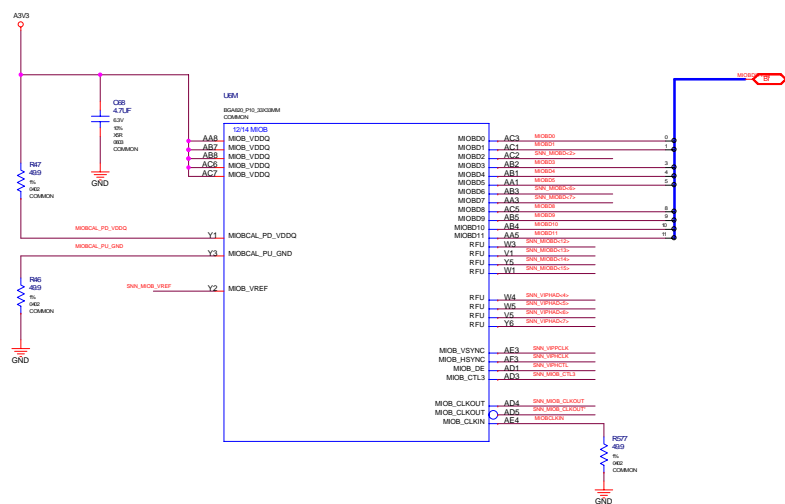 A3V3
C68
4.7UF
6.3V
10%
X5R
0603
COMMON
GND
R47
49.9
1%
0402
COMMON
MIOBCAL_PD_VDDQ
MIOBCAL_PU_GND
R46
49.9
1%
0402
COMMON
GND
SNN_MIOB_VREF
U6M
BGA820_P10_33X33MM
COMMON
12/14 MIOB
AA8 MIOB_VDDQ
AB7 MIOB_VDDQ
AB8 MIOB_VDDQ
AC6 MIOB_VDDQ
AC7 MIOB_VDDQ
Y1 MIOBCAL_PD_VDDQ
Y3 MIOBCAL_PU_GND
Y2 MIOB_VREF
MIOBD0 AC3 MIOBD0 0
MIOBD1 AC1 MIOBD1 1
MIOBD2 AC2 SNN_MIOBD<2>
MIOBD3 AB2 MIOBD3 3
MIOBD4 AB1 MIOBD4 4
MIOBD5 AA1 MIOBD5 5
MIOBD6 AB3 SNN_MIOBD<6>
MIOBD7 AA3 SNN_MIOBD<7>
MIOBD8 AC5 MIOBD8 8
MIOBD9 AB5 MIOBD9 9
MIOBD10 AB4 MIOBD10 10
MIOBD11 AA5 MIOBD11 11
RFU W3 SNN_MIOBD<12>
RFU V1 SNN_MIOBD<13>
RFU Y5 SNN_MIOBD<14>
RFU W1 SNN_MIOBD<15>
RFU W4 SNN_VIPHAD<4>
RFU W5 SNN_VIPHAD<5>
RFU V5 SNN_VIPHAD<6>
RFU Y6 SNN_VIPHAD<7>
MIOB_VSYNC AE3 SNN_VIPPCLK
MIOB_HSYNC AF3 SNN_VIPHCLK
MIOB_DE AD1 SNN_VIPHCTL
MIOB_CTL3 AD3 SNN_MIOB_CTL3
MIOB_CLKOUT AD4 SNN_MIOB_CLKOUT
MIOB_CLKOUT AD5 SNN_MIOB_CLKOUT*
MIOB_CLKIN AE4 MIOBCLKIN
R577
49.9
1%
0402
COMMON
GND
BI